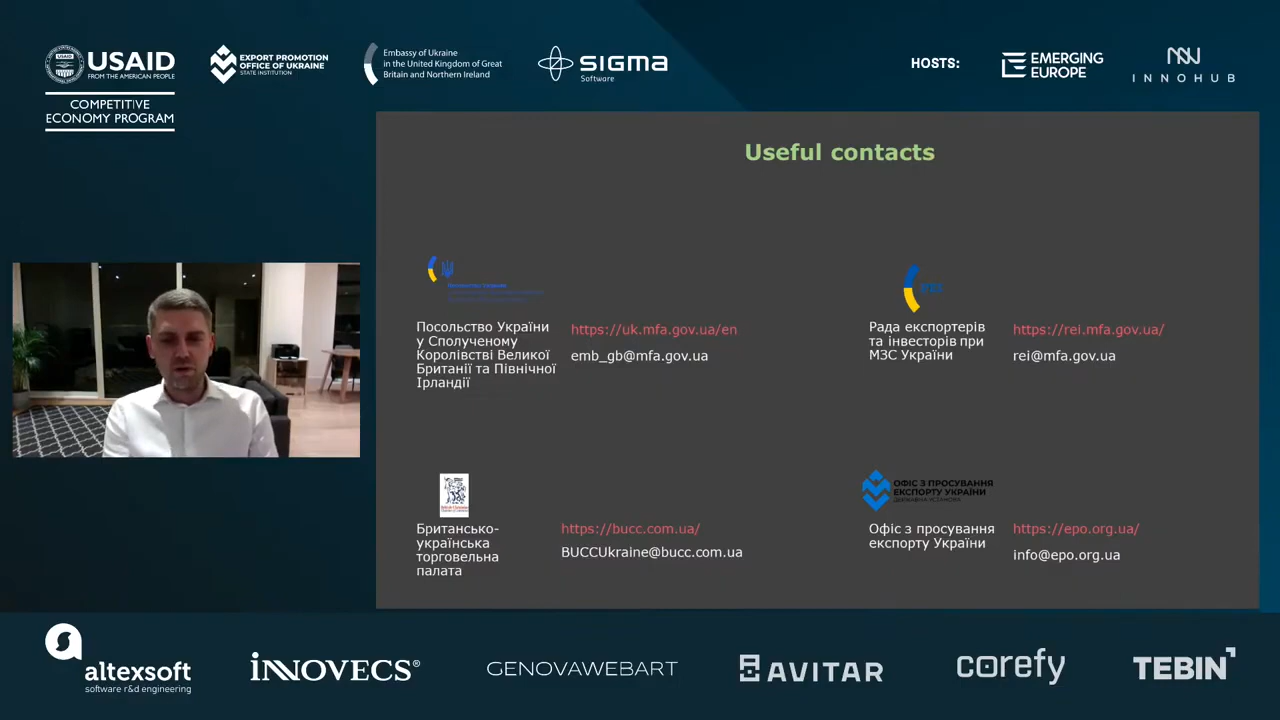 USAID
FROM THE AMERICAN PEOPLE
COMPETITIVE
ECONOMY PROGRAM
EXPORT PROMOTION
OFFICE OF UKRAINE
STATE INSTITUTION
Embassy of Ukraine
in the United Kingdom of Great
Britain and Northern Ireland
SIGMA
Software
HOSTS:
EMERGING
EUROPE
INNOHUB
Useful contacts
Посольство України
у Сполученому
Королівстві Великої
Британії та Північної
Ірландії
https://uk.mfa.gov.ua/en
emb_gb@mfa.gov.ua
Рада експортерів
та інвесторів при
МЗС України
https://rei.mfa.gov.ua/
rei@mfa.gov.ua
Британсько-
українська
торговельна
палата
https://bucc.com.ua/
BUCCUkraine@bucc.com.ua
ОФІС З ПРОСУВАННЯ
ЕКСПОРТУ УКРАЇНИ
ДЕРЖАВНА УСТАНОВА
Офіс з просування
експорту України
https://epo.org.ua/
info@epo.org.ua
altexsoft
software r&d engineering
INNOVECS®
GENOVAWEBART
AVITAR
corefy
TEBIN